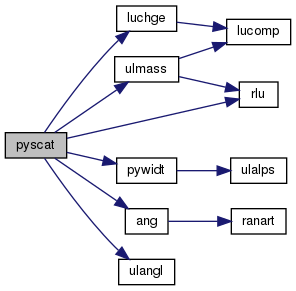 luchge
lucomp
ulmass
rlu
pyscat
pywidt
ulalps
ang
ranart
ulangl